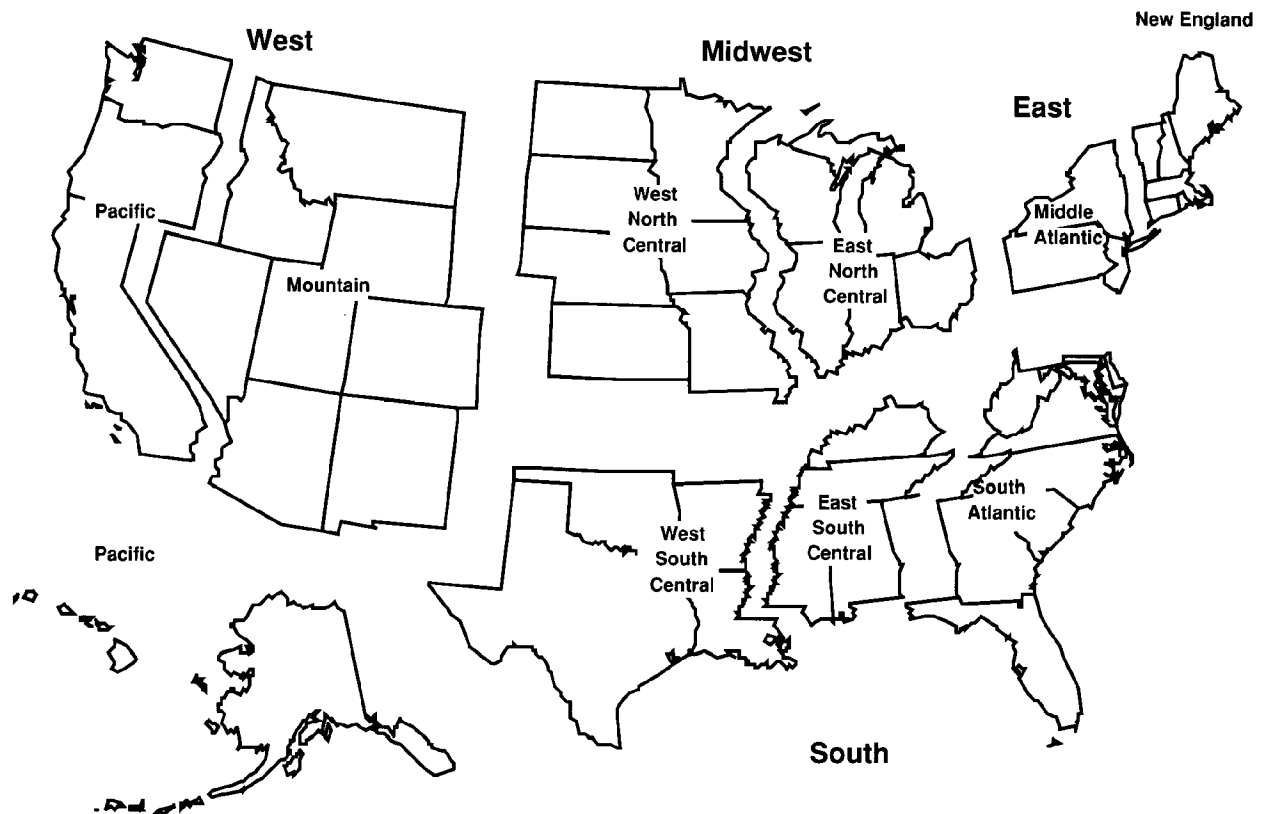 New England
West
Midwest
East
Pacific
West
North
Central
Middle
Atlantic
East
North
Central
Mountain
South
Atlantic
East
South
Central
West
South
Central
Pacific
South